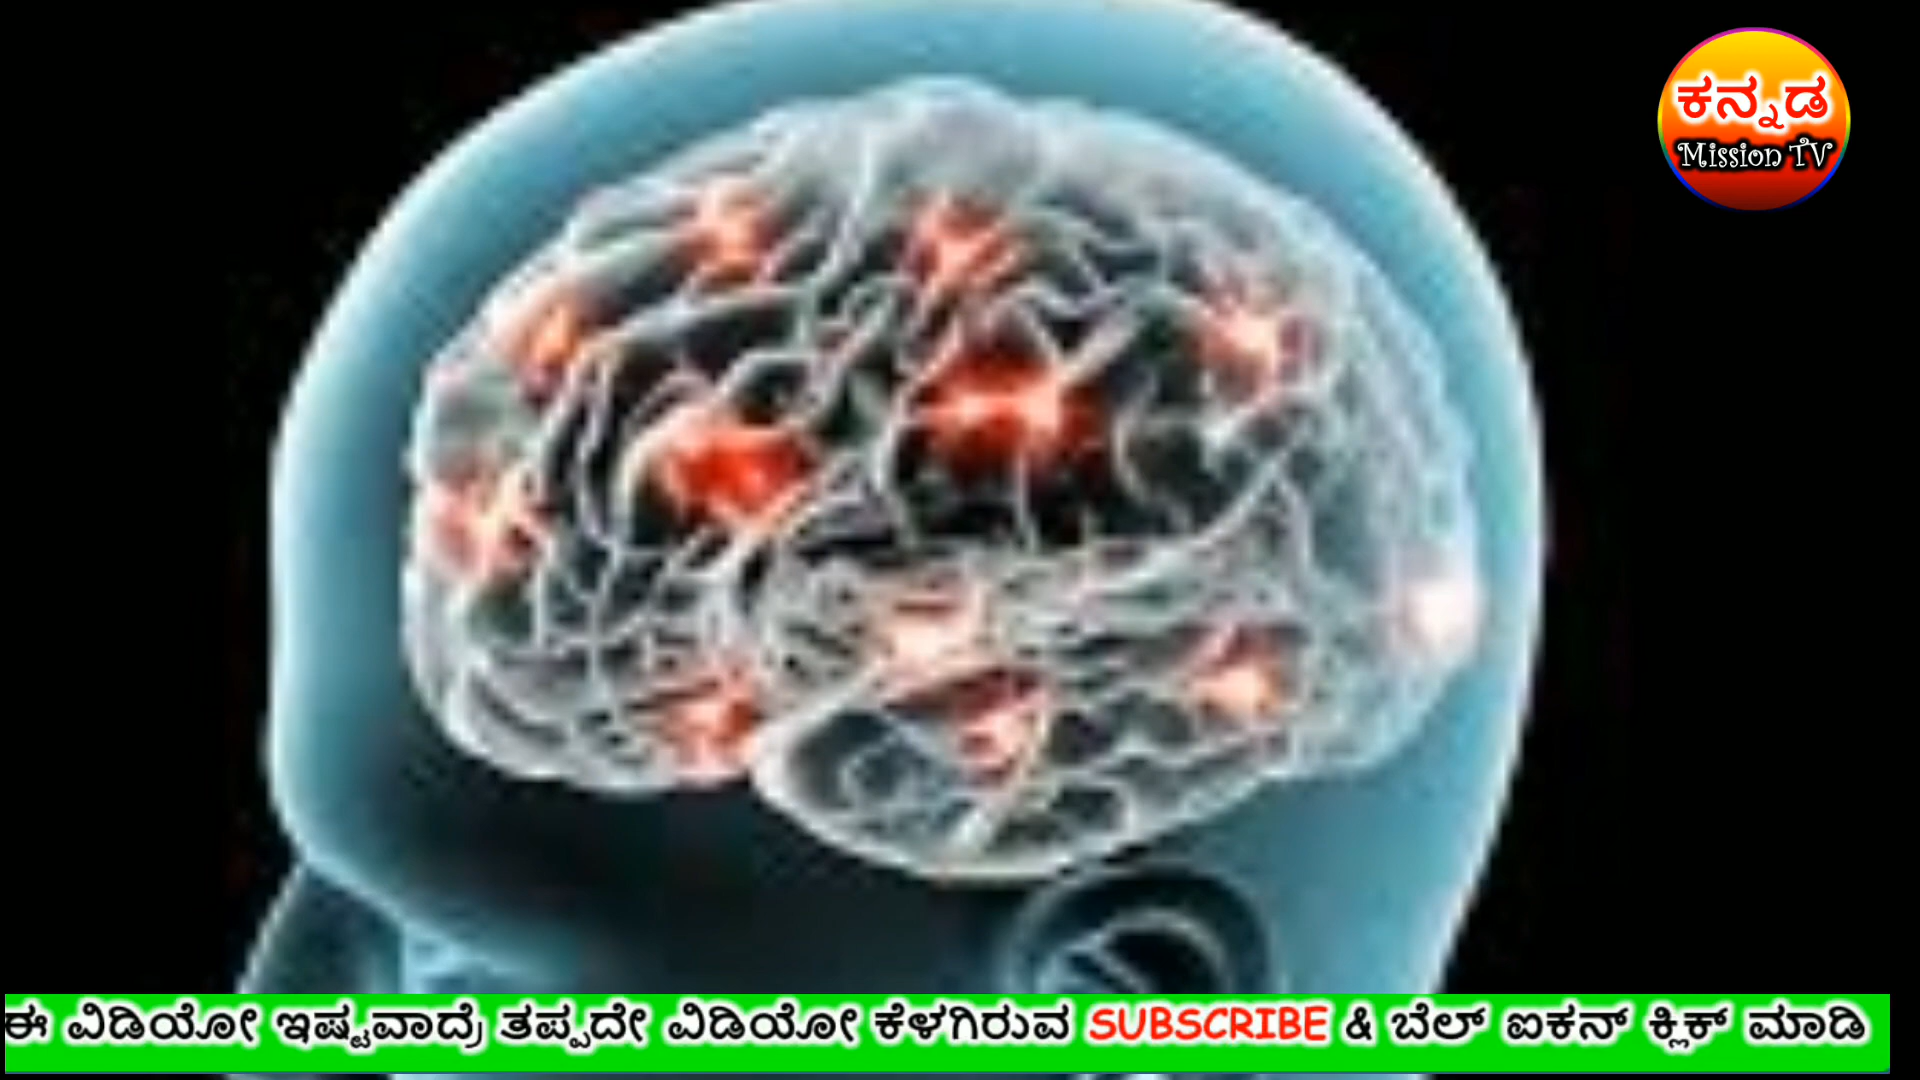 ಕನ್ನಡ
Mission TV
ಈ ವಿಡಿಯೋ ಇಷ್ಟವಾದ್ರೆ ತಪ್ಪದೇ ವಿಡಿಯೋ ಕೆಳಗಿರುವ SUBSCRIBE & ಬೆಲ್ ಐಕನ್ ಕ್ಲಿಕ್ ಮಾಡಿ